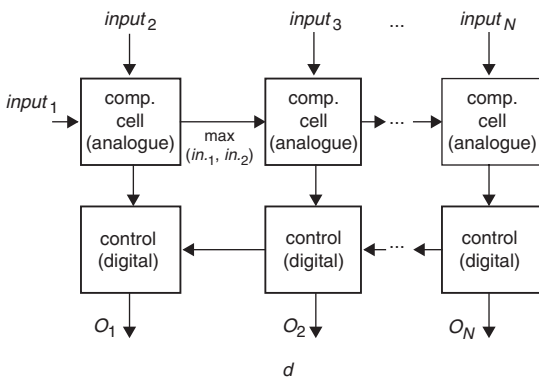 input2 input3 ... inputN
input1
comp. cell (analogue)
max (in.1, in.2)
comp. cell (analogue)
...
comp. cell (analogue)
control (digital)
control (digital)
...
control (digital)
O1 O2 ON
d